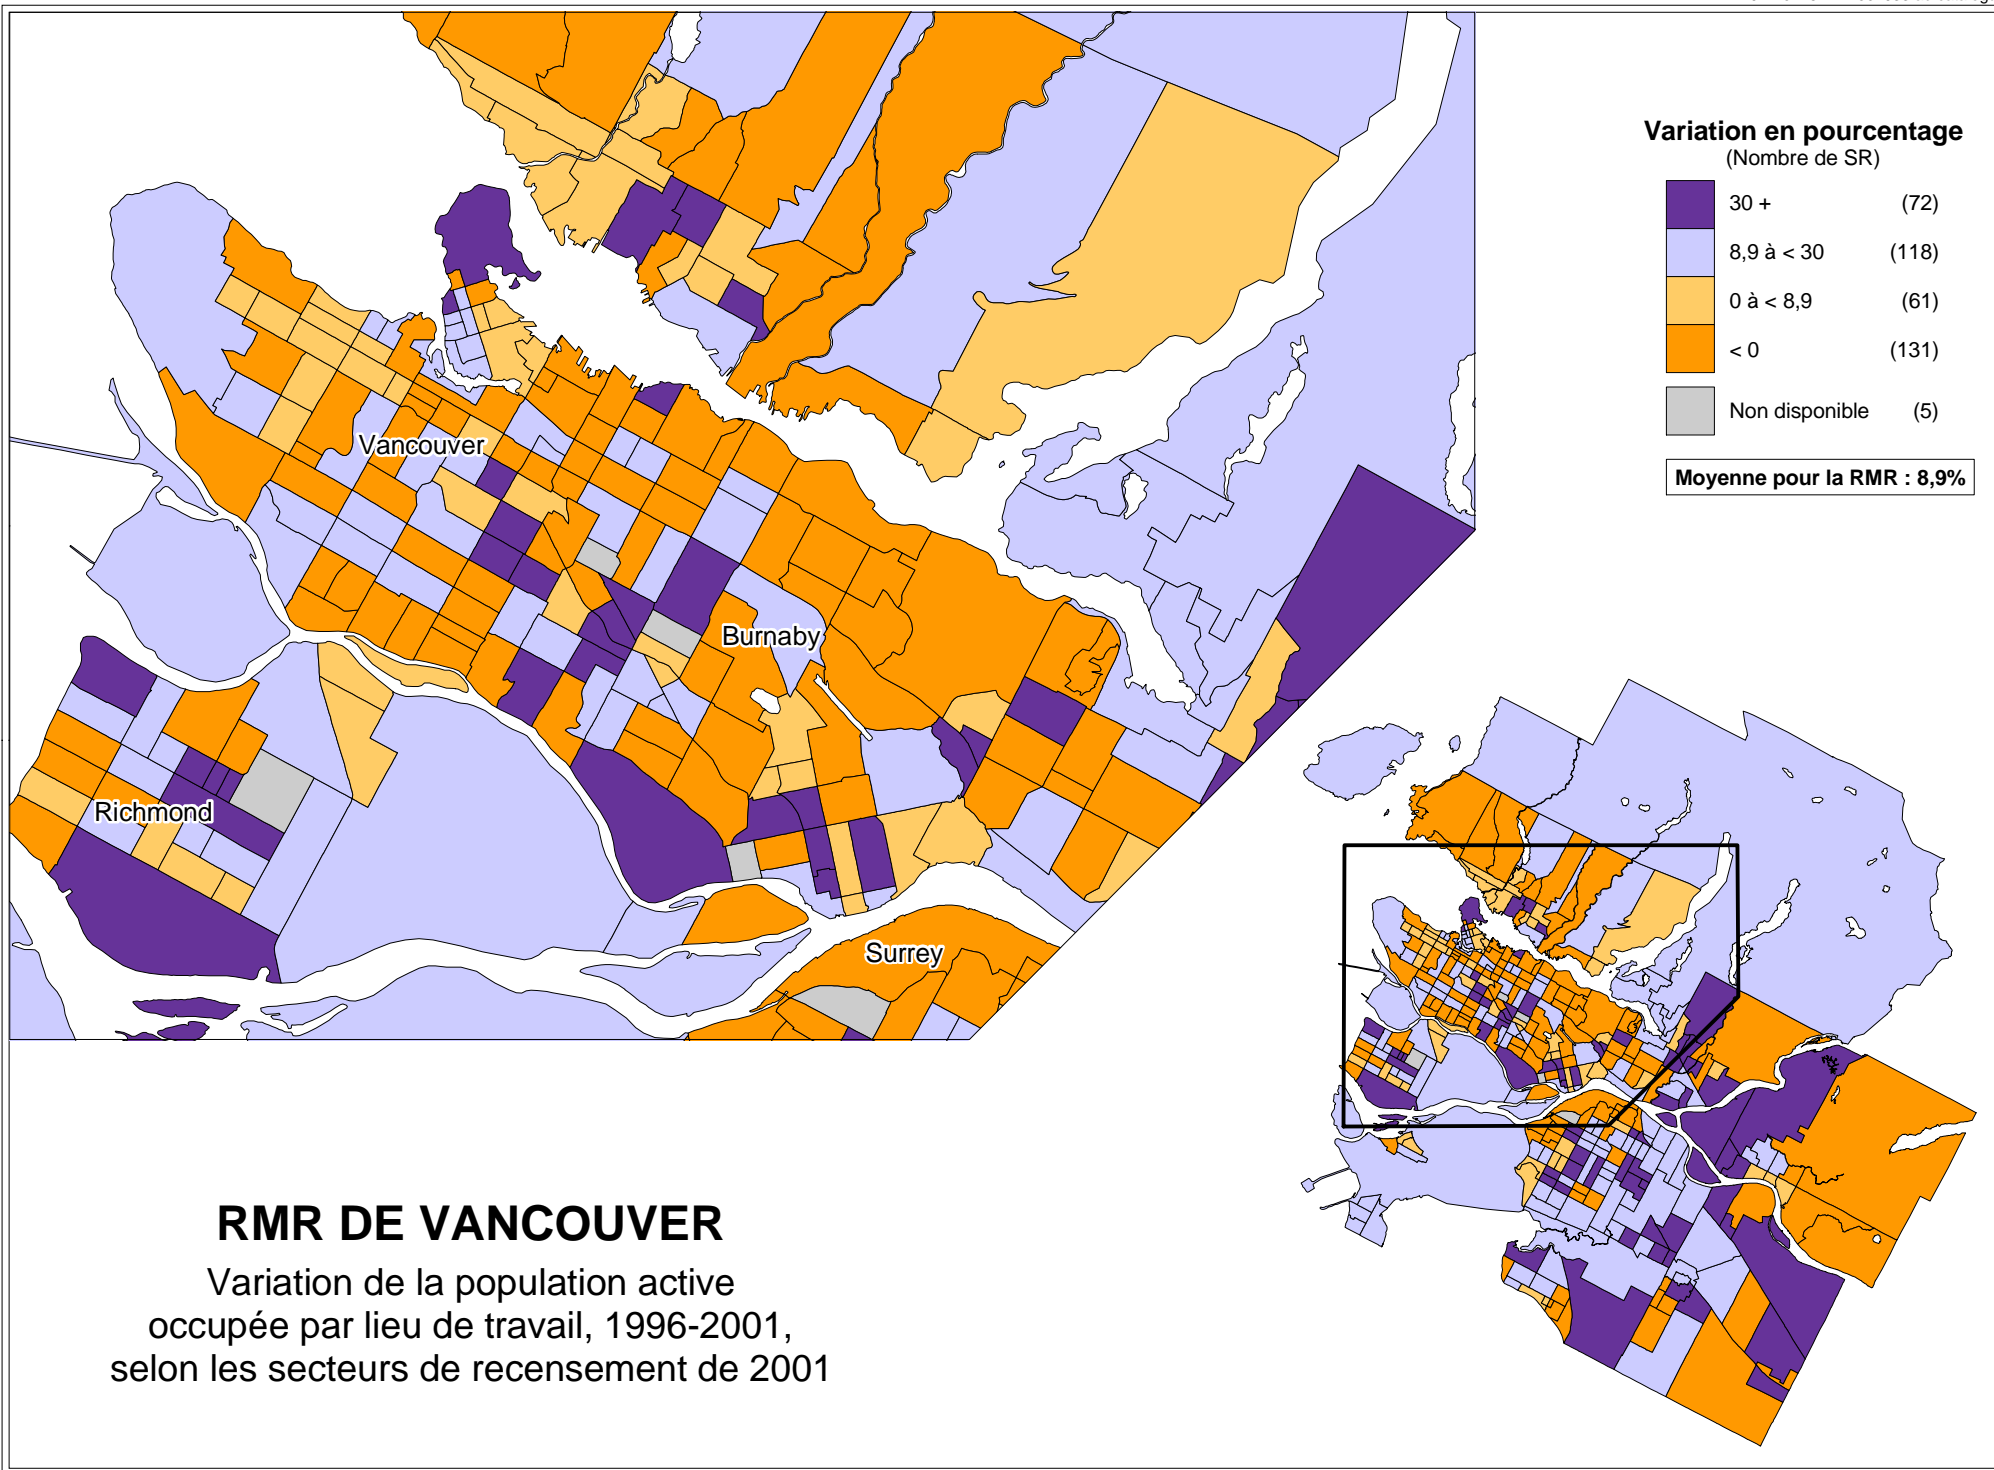 Variation en pourcentage
(Nombre de SR)
30 + (72)
8,9 à < 30 (118)
0 à < 8,9 (61)
< 0 (131)
Non disponible (5)
Moyenne pour la RMR : 8,9%
Vancouver
Burnaby
Richmond
Surrey
RMR DE VANCOUVER
Variation de la population active
occupée par lieu de travail, 1996-2001,
selon les secteurs de recensement de 2001